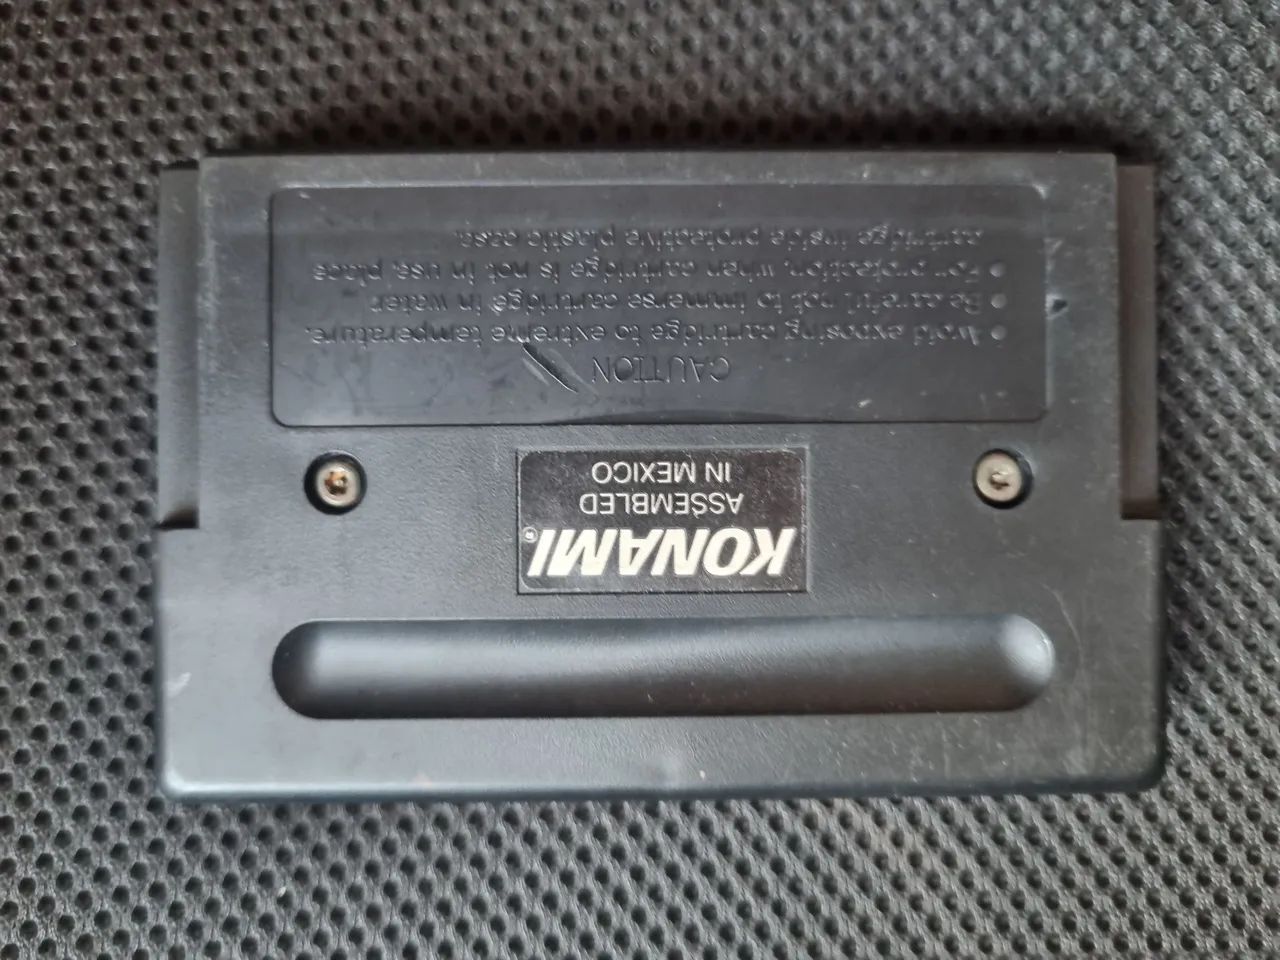 KONAMI®
ASSEMBLED
IN MEXICO
CAUTION
• Avoid exposing cartridge to extreme temperature.
• Be careful not to immerse cartridge in water.
• For protection, when cartridge is not in use, place
cartridge inside protective plastic case.